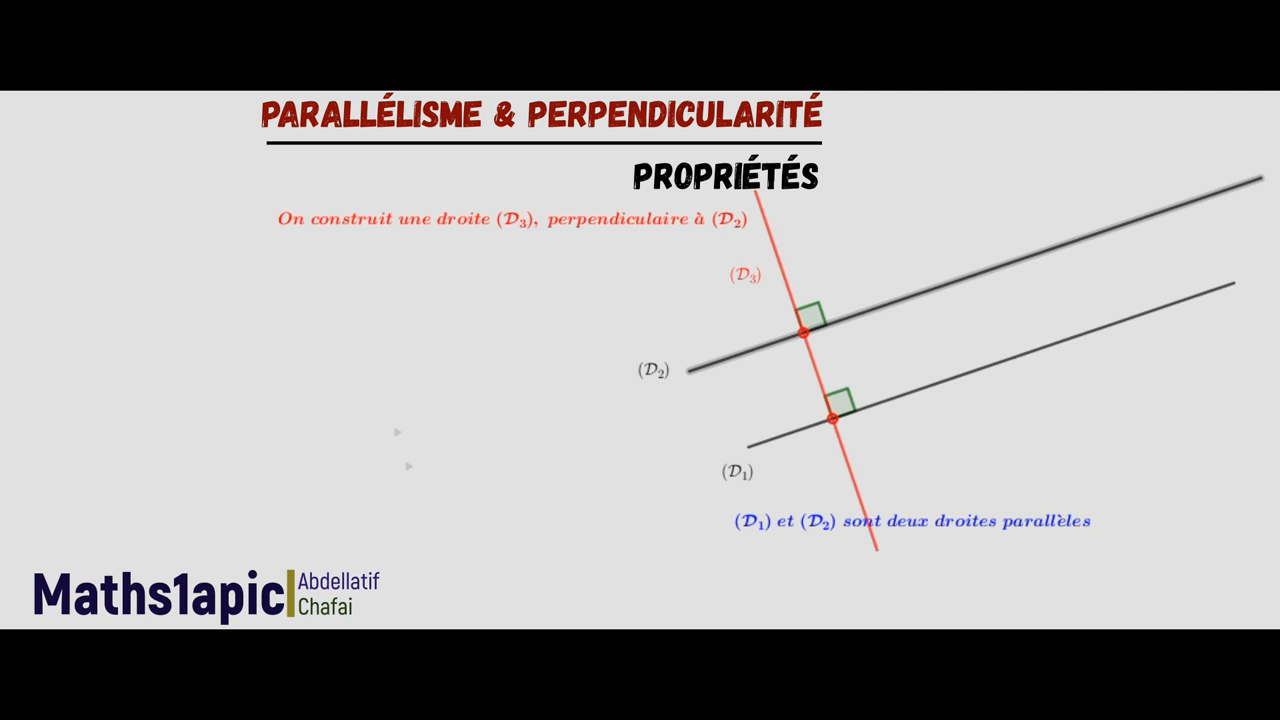 PARALLÉLISME & PERPENDICULARITÉ
PROPRIÉTÉS
On construit une droite (D₃), perpendiculaire à (D₂)
(D₃)
(D₂)
(D₁)
(D₁) et (D₂) sont deux droites parallèles
Maths1apic
Abdellatif
Chafai